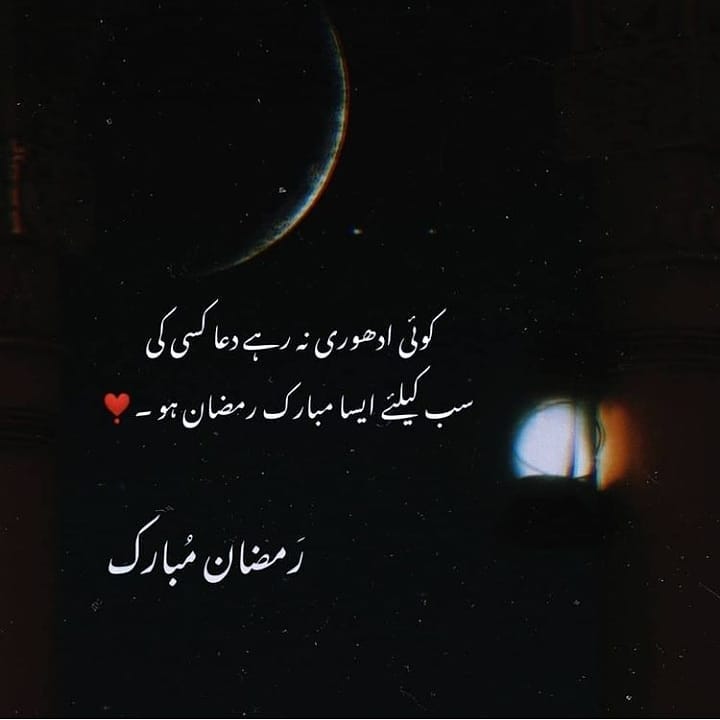 کوئی ادھوری نہ رہے دعا کسی کی
سب کیلئے ایسا مبارک رمضان ہو ۔ ❣️
رَمضان مُبارک